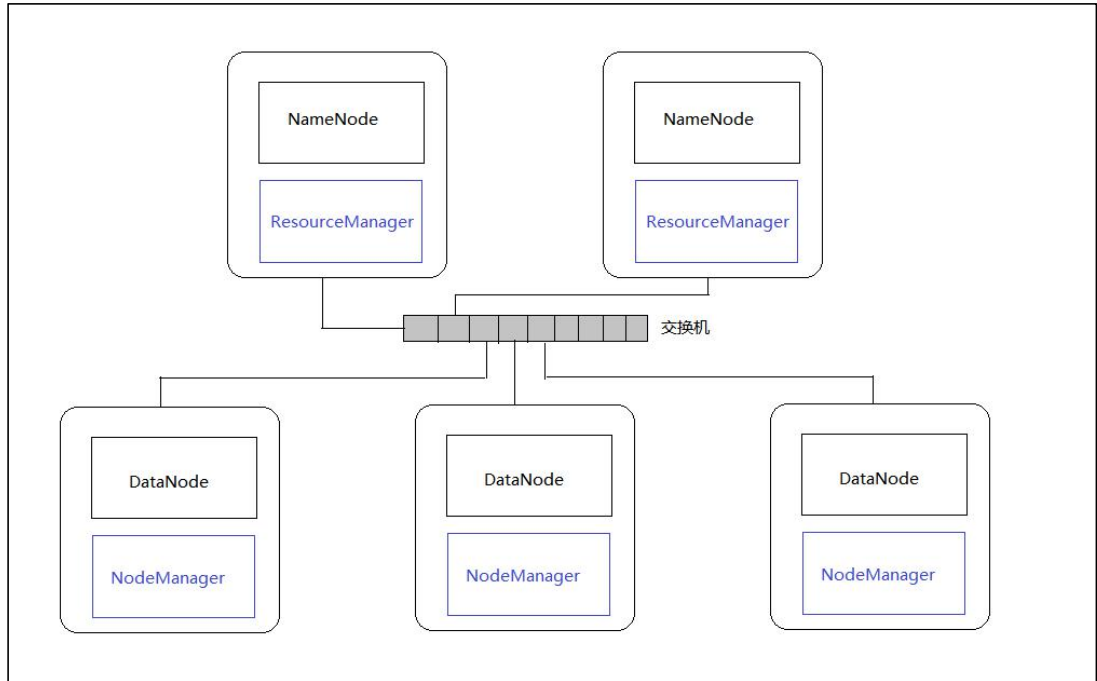 NameNode
NameNode
ResourceManager
ResourceManager
交换机
DataNode
DataNode
DataNode
NodeManager
NodeManager
NodeManager